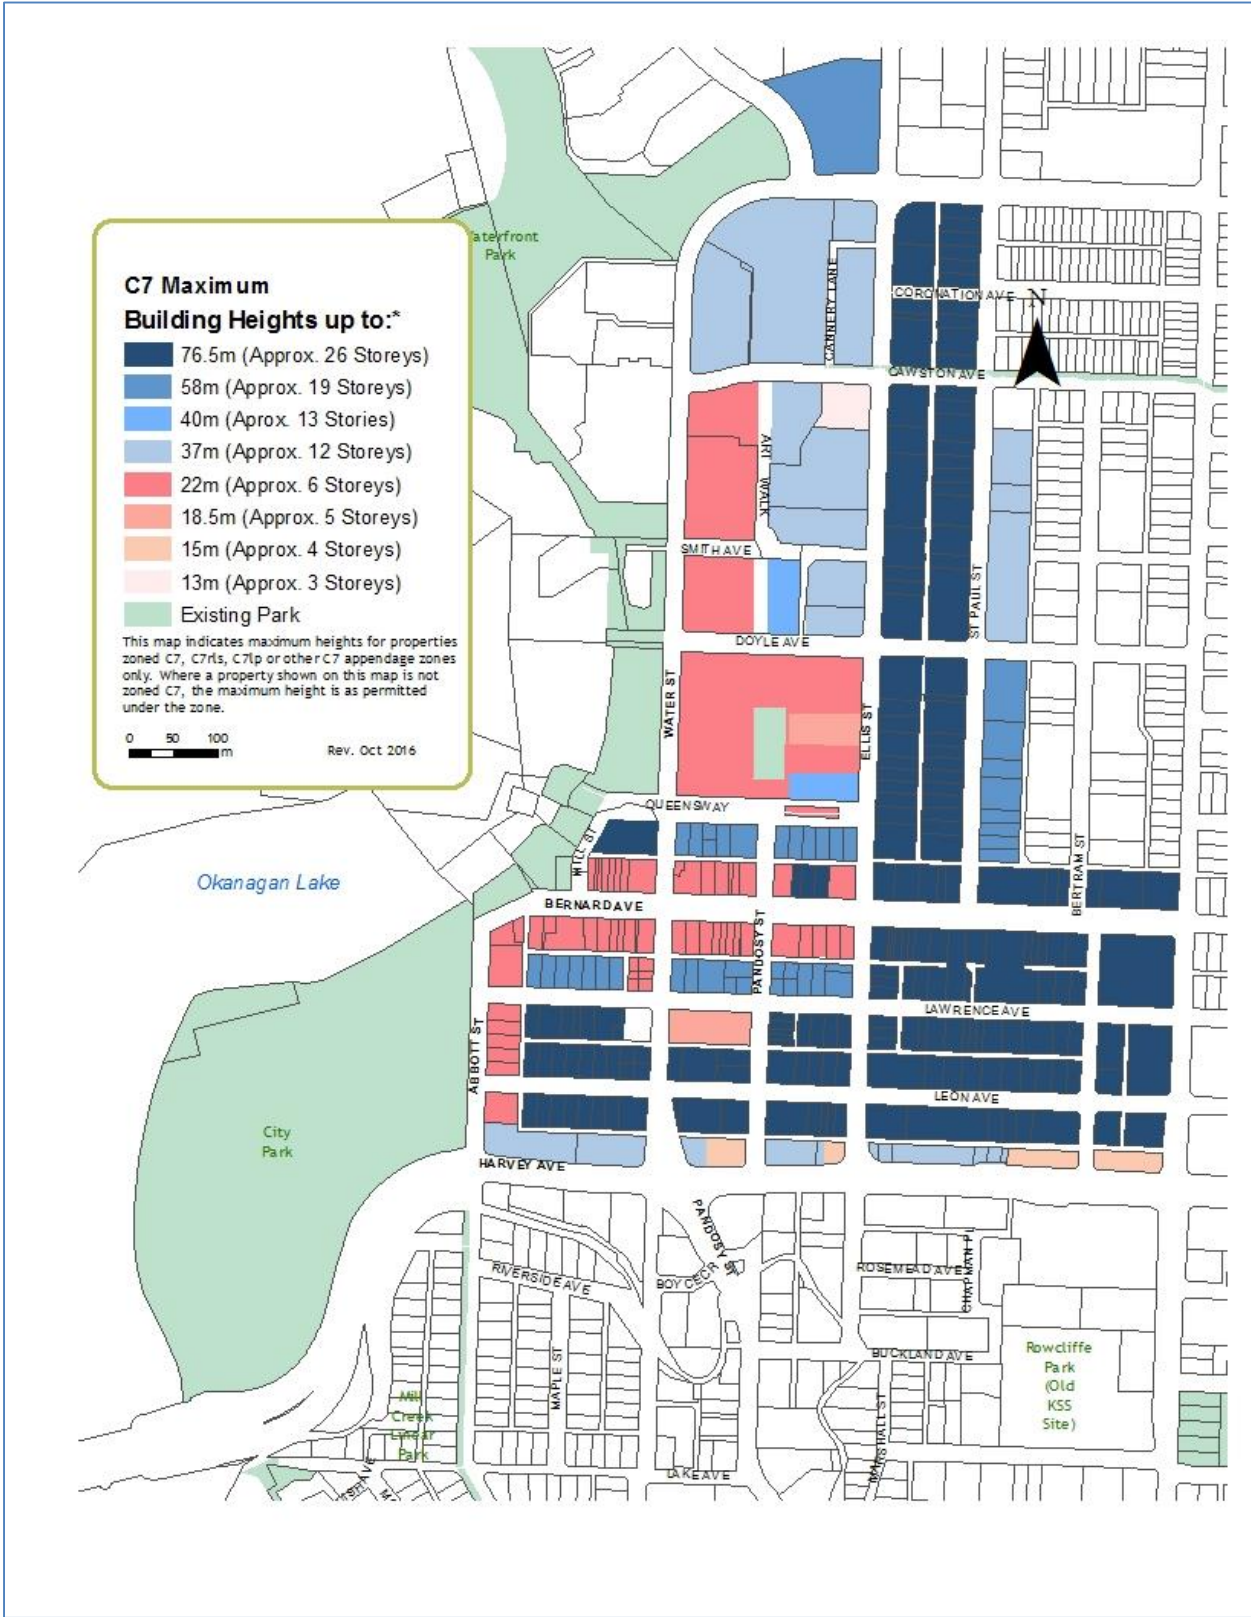 aterfront
Park
C7 Maximum
Building Heights up to:*
76.5m (Approx. 26 Storeys)
58m (Approx. 19 Storeys)
40m (Aprox. 13 Stories)
37m (Approx. 12 Storeys)
22m (Approx. 6 Storeys)
18.5m (Approx. 5 Storeys)
15m (Approx. 4 Storeys)
13m (Approx. 3 Storeys)
Existing Park
This map indicates maximum heights for properties
zoned C7, C7rls, C7lp or other C7 appendage zones
only. Where a property shown on this map is not
zoned C7, the maximum height is as permitted
under the zone.
0 50 100
m
Rev. Oct 2016
CANNERY LANE
CORONATION AVE
N
CAWSTON AVE
ART WALK
SMITH AVE
ST PAUL ST
DOYLE AVE
WATER ST
ELLIS ST
QUEENSWAY
MILL ST
BERTRAM ST
Okanagan Lake
BERNARD AVE
PANDOSY ST
LAWRENCE AVE
ABBOTT ST
LEON AVE
City
Park
HARVEY AVE
PANDOSY ST
RIVERSIDE AVE
BOYCE CR
ROSEMEAD AVE
CHAPMAN PL
BUCKLAND AVE
Rowcliffe
Park
(Old
KSS
Site)
MAPLE ST
Mill
Creek
Linear
Park
MARSHALL ST
LAKE AVE